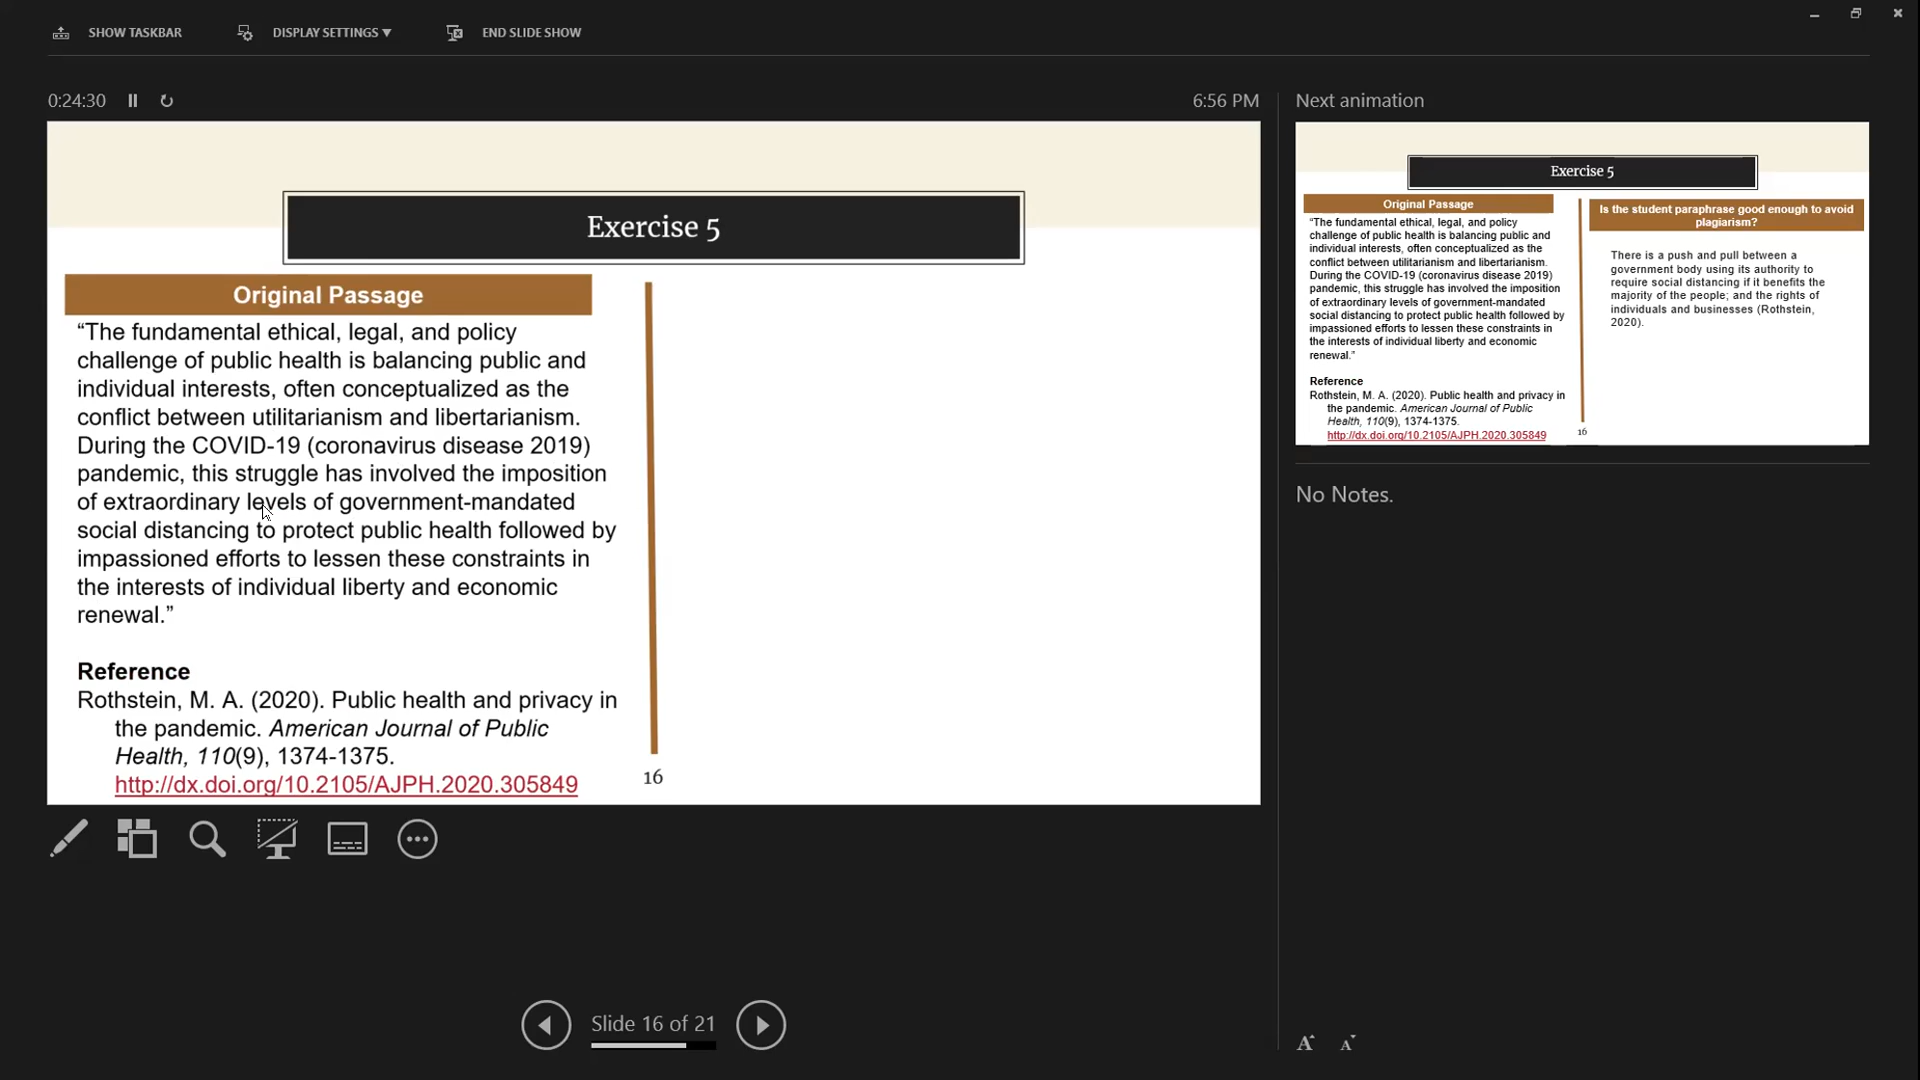 SHOW TASKBAR
DISPLAY SETTINGS ▼
END SLIDE SHOW
0:24:30
6:56 PM
Exercise 5
Original Passage
“The fundamental ethical, legal, and policy
challenge of public health is balancing public and
individual interests, often conceptualized as the
conflict between utilitarianism and libertarianism.
During the COVID-19 (coronavirus disease 2019)
pandemic, this struggle has involved the imposition
of extraordinary levels of government-mandated
social distancing to protect public health followed by
impassioned efforts to lessen these constraints in
the interests of individual liberty and economic
renewal.”
Reference
Rothstein, M. A. (2020). Public health and privacy in
the pandemic. American Journal of Public
Health, 110(9), 1374-1375.
http://dx.doi.org/10.2105/AJPH.2020.305849
16
Slide 16 of 21
Next animation
Exercise 5
Original Passage
“The fundamental ethical, legal, and policy
challenge of public health is balancing public and
individual interests, often conceptualized as the
conflict between utilitarianism and libertarianism.
During the COVID-19 (coronavirus disease 2019)
pandemic, this struggle has involved the imposition
of extraordinary levels of government-mandated
social distancing to protect public health followed by
impassioned efforts to lessen these constraints in
the interests of individual liberty and economic
renewal.”
Reference
Rothstein, M. A. (2020). Public health and privacy in
the pandemic. American Journal of Public
Health, 110(9), 1374-1375.
http://dx.doi.org/10.2105/AJPH.2020.305849
16
Is the student paraphrase good enough to avoid
plagiarism?
There is a push and pull between a
government body using its authority to
require social distancing if it benefits the
majority of the people; and the rights of
individuals and businesses (Rothstein,
2020).
No Notes.
A A